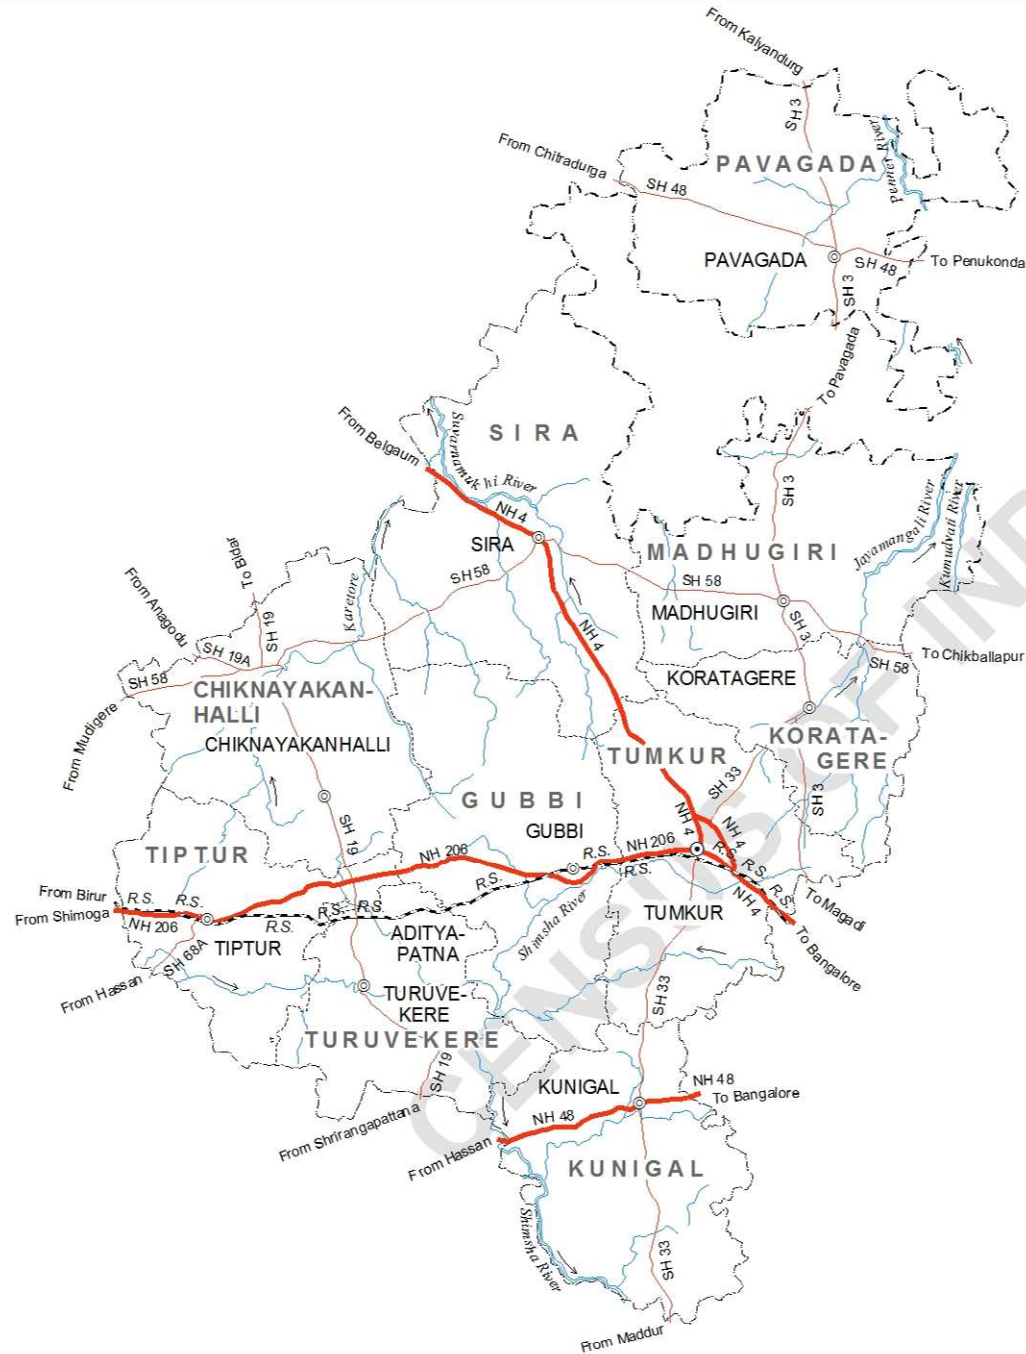 From Kalyandurg
SH 3
Penner River
PAVAGADA
From Chitradurga
SH 48
PAVAGADA
SH 48
To Penukonda
SH 3
To Pavagada
From Belgaum
Suvarnamukhi River
SIRA
NH 4
SIRA
SH 3
Jayamangali River
Kumudvati River
MADHUGIRI
SH 58
SH 58
MADHUGIRI
To Bidar
From Anagodu
SH 19
Karetore
NH 4
SH 3
SH 19A
SH 58
To Chikballapur
SH 58
From Mudigere
CHIKNAYAKAN-
HALLI
CHIKNAYAKANHALLI
KORATAGERE
KORATA-
GERE
TUMKUR
SH 33
SH 3
GUBBI
GUBBI
SH 19
NH 4
NH 4
TIPTUR
NH 206
R.S.
NH 206
R.S.
R.S.
R.S.
R.S.
R.S.
From Birur
R.S.
R.S.
From Shimoga
NH 206
R.S.
R.S.
R.S.
NH 4
To Magadi
To Bangalore
Shimsha River
TUMKUR
TIPTUR
SH 68A
From Hassan
ADITYA-
PATNA
TURUVE-
KERE
TURUVEKERE
SH 33
SH 19
From Shrirangapattana
KUNIGAL
NH 48
To Bangalore
NH 48
From Hassan
KUNIGAL
Shimsha River
SH 33
From Maddur
CENSUS OF IND